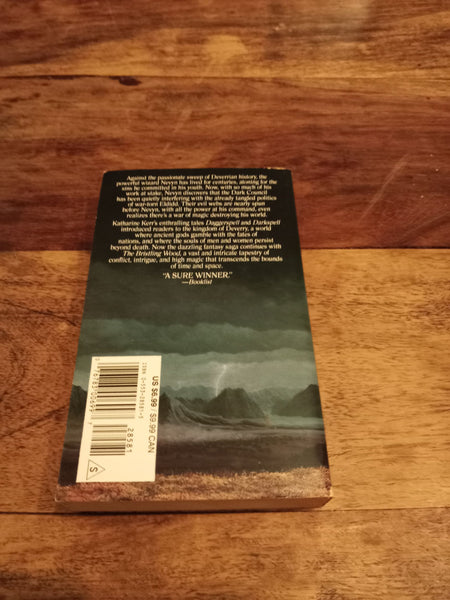 Against the passionate sweep of Deverrian history, the
powerful wizard Nevyn has lived for centuries, atoning for the
sins he committed in his youth. Now, with so much of his
work at stake, Nevyn discovers that the Dark Council
has been quietly interfering with the already tangled politics
of war-torn Eldidd. Their evil webs are nearly spun
before Nevyn, with all the power at his command, even
realizes there's a war of magic destroying his world.
Katharine Kerr's enthralling tales Daggerspell and Darkspell
introduced readers to the kingdom of Deverry, a world
where ancient gods gamble with the fates of
nations, and where the souls of men and women persist
beyond death. Now the dazzling fantasy saga continues with
The Bristling Wood, a vast and intricate tapestry of
conflict, intrigue, and high magic that transcends the bounds
of time and space.
"A SURE WINNER."
—Booklist
US $6.99 / $9.99 CAN
ISBN 0-553-28581-5
28581
S